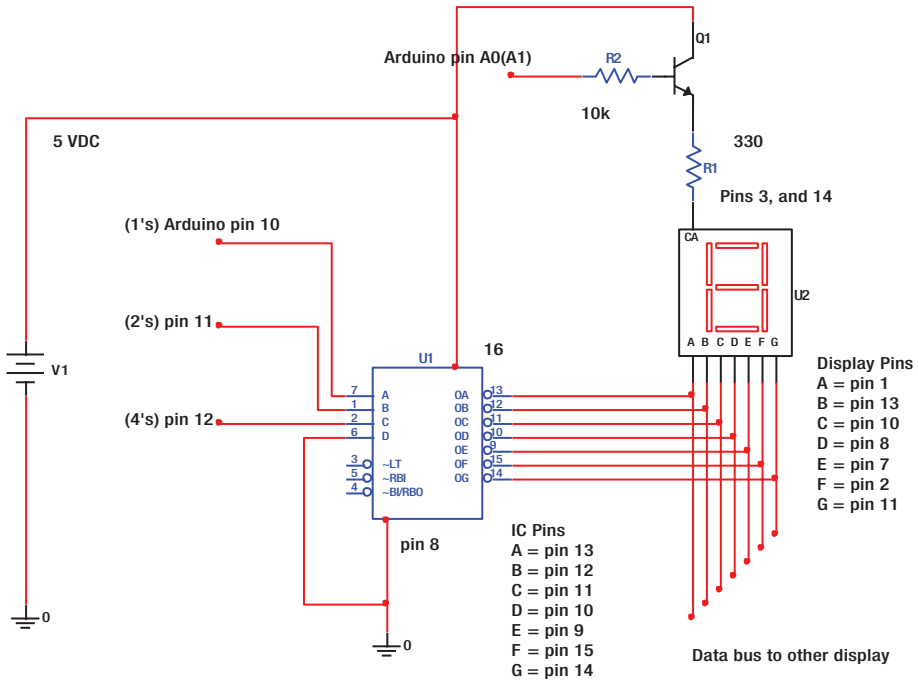 Q1
Arduino pin A0(A1)
R2
10k
5 VDC
330
R1
Pins 3, and 14
(1's) Arduino pin 10
CA
U2
A B C D E F G
(2's) pin 11
V1
U1
16
(4's) pin 12
7 A OA 13
1 B OB 12
2 C OC 11
6 D OD 10
OE 9
3 ~LT OF 15
5 ~RBI OG 14
4 ~BI/RBO
Display Pins
A = pin 1
B = pin 13
C = pin 10
D = pin 8
E = pin 7
F = pin 2
G = pin 11
pin 8
IC Pins
A = pin 13
B = pin 12
C = pin 11
D = pin 10
E = pin 9
F = pin 15
G = pin 14
0
0
Data bus to other display